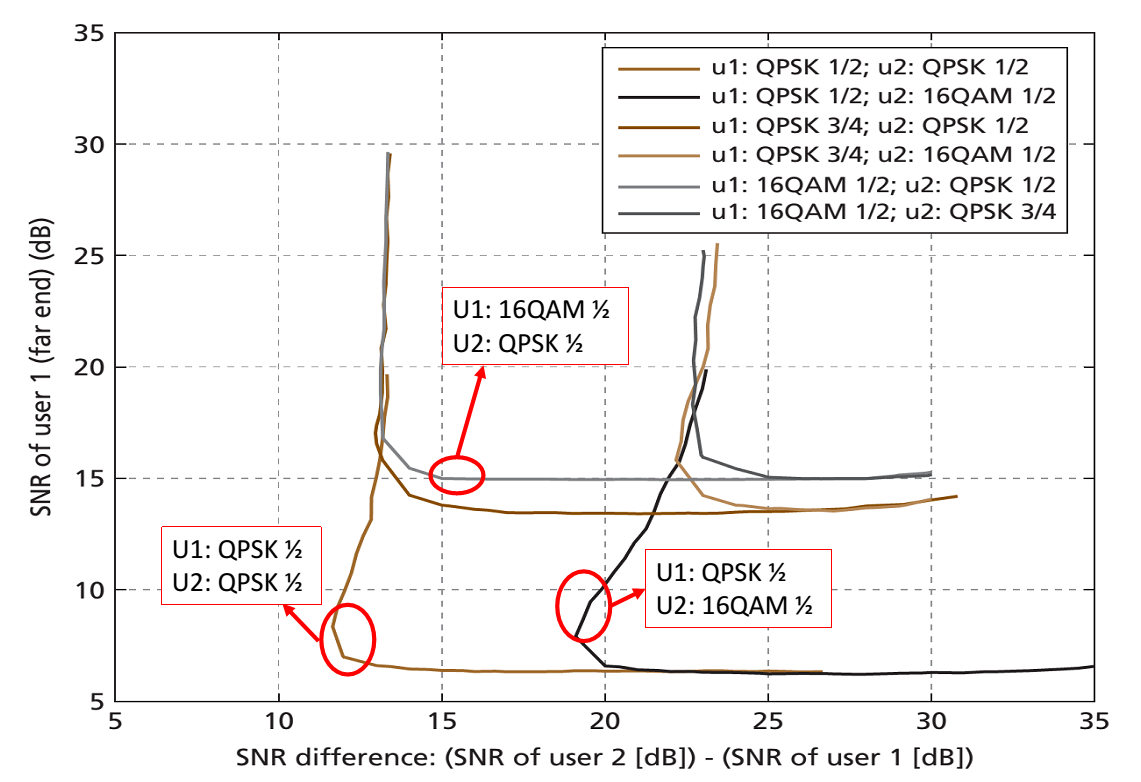 35
30
25
20
15
10
5
SNR of user 1 (far end) (dB)
u1: QPSK 1/2; u2: QPSK 1/2
u1: QPSK 1/2; u2: 16QAM 1/2
u1: QPSK 3/4; u2: QPSK 1/2
u1: QPSK 3/4; u2: 16QAM 1/2
u1: 16QAM 1/2; u2: QPSK 1/2
u1: 16QAM 1/2; u2: QPSK 3/4
U1: 16QAM ½
U2: QPSK ½
U1: QPSK ½
U2: QPSK ½
U1: QPSK ½
U2: 16QAM ½
5 10 15 20 25 30 35
SNR difference: (SNR of user 2 [dB]) - (SNR of user 1 [dB])